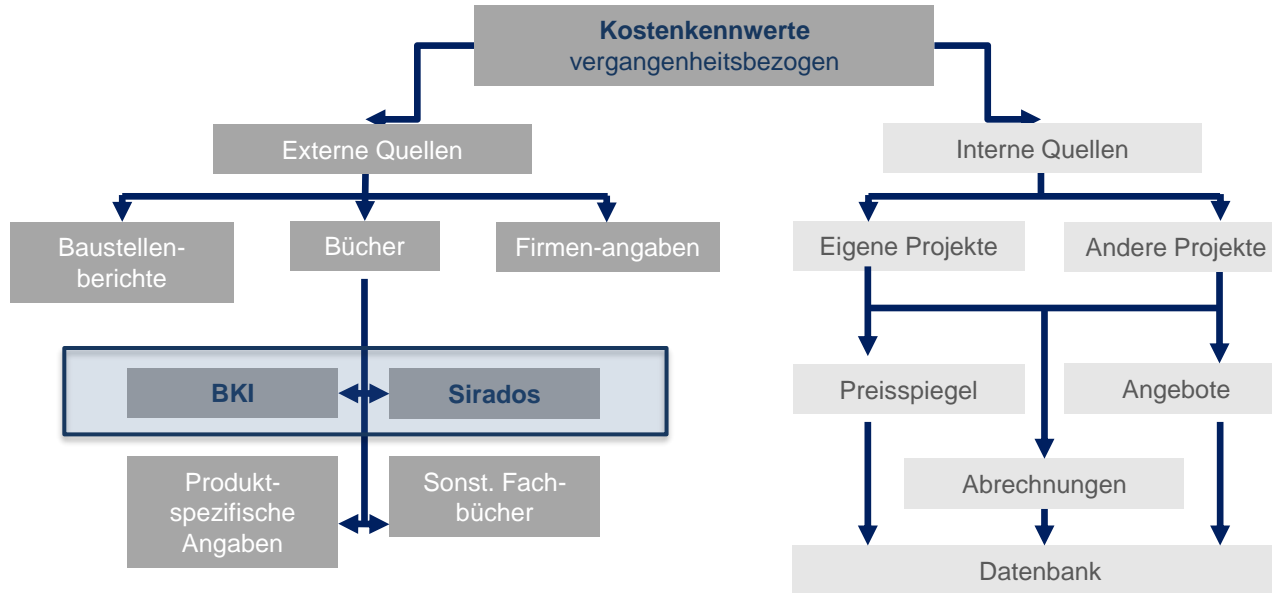 Kostenkennwerte
vergangenheitsbezogen
Externe Quellen
Interne Quellen
Baustellen-
berichte
Bücher
Firmen-angaben
Eigene Projekte
Andere Projekte
BKI
Sirados
Preisspiegel
Angebote
Produkt-
spezifische
Angaben
Sonst. Fach-
bücher
Abrechnungen
Datenbank